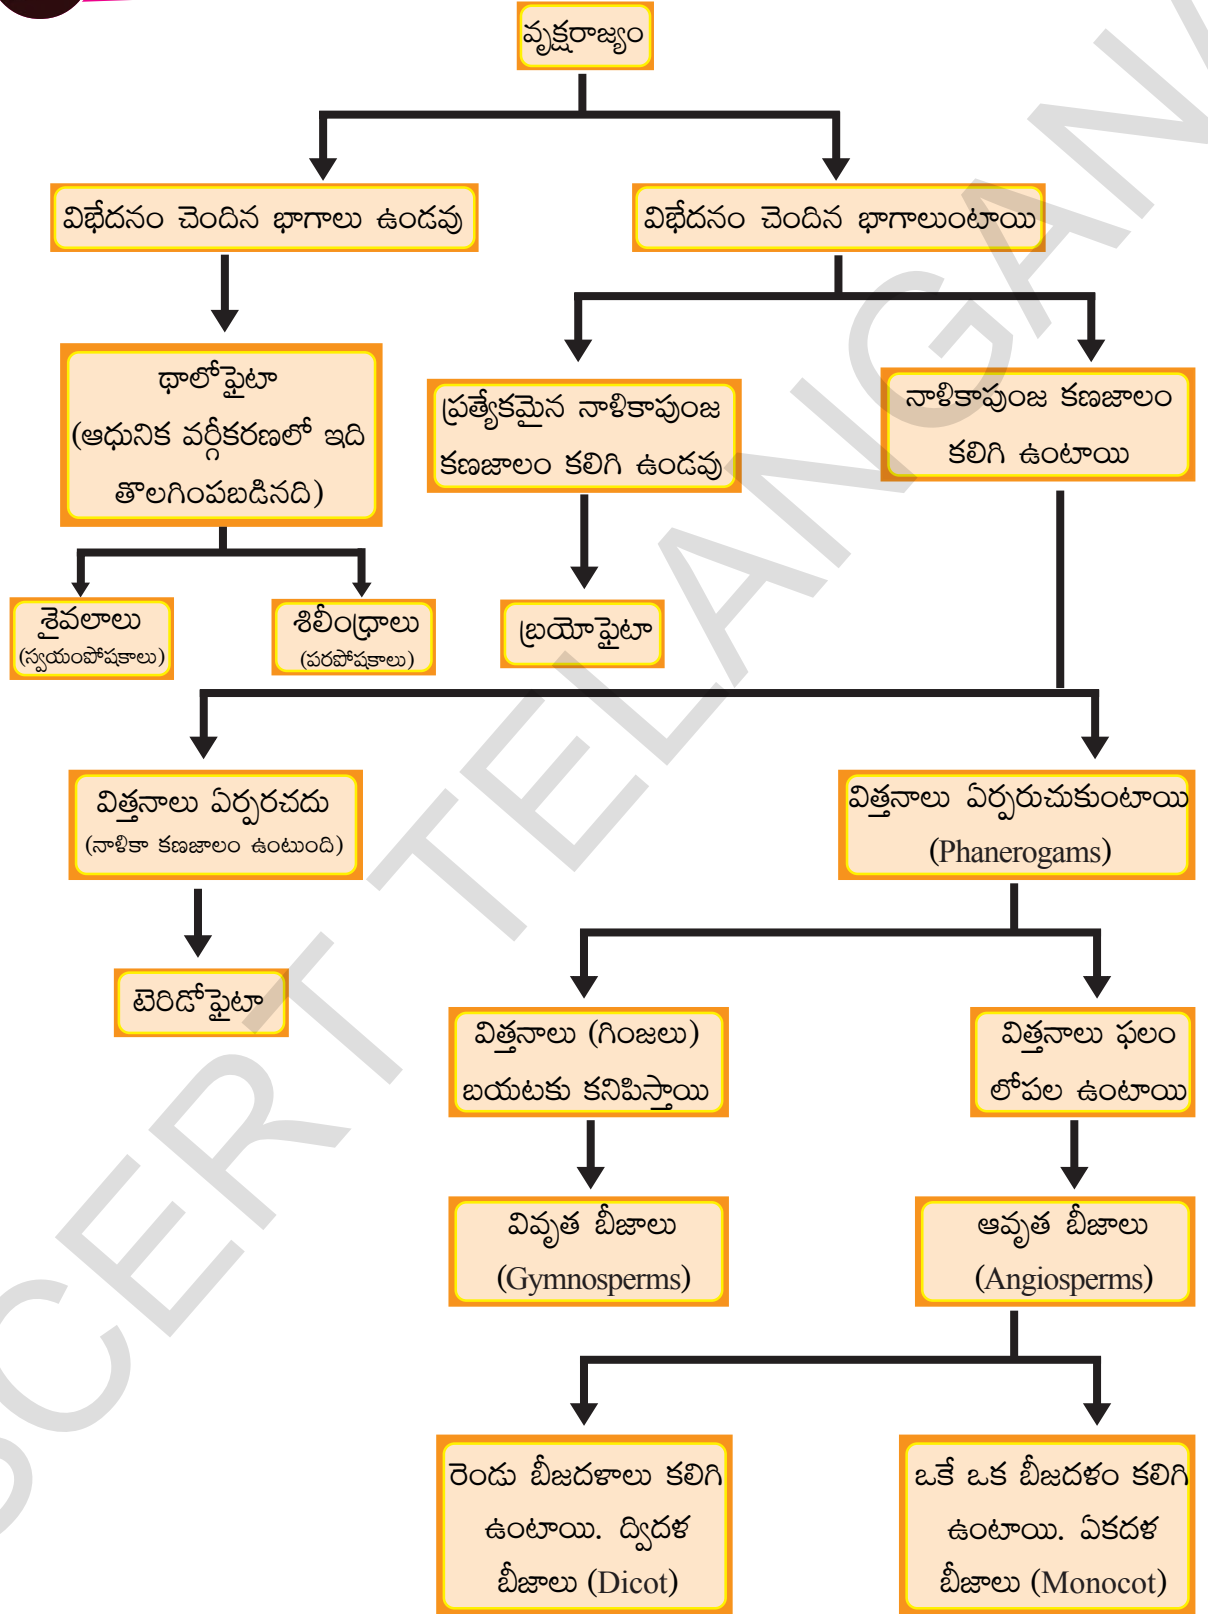 వృక్షరాజ్యం
విభేదనం చెందిన భాగాలు ఉండవు
విభేదనం చెందిన భాగాలుంటాయి
థాలోఫైటా
(ఆధునిక వర్గీకరణలో ఇది
తొలగింపబడినది)
ప్రత్యేకమైన నాళికాపుంజ
కణజాలం కలిగి ఉండవు
నాళికాపుంజ కణజాలం
కలిగి ఉంటాయి
శైవలాలు
(స్వయంపోషకాలు)
శిలీంధ్రాలు
(పరపోషకాలు)
బ్రయోఫైటా
విత్తనాలు ఏర్పరచదు
(నాళికా కణజాలం ఉంటుంది)
విత్తనాలు ఏర్పరుచుకుంటాయి
(Phanerogams)
టెరిడోఫైటా
విత్తనాలు (గింజలు)
బయటకు కనిపిస్తాయి
విత్తనాలు ఫలం
లోపల ఉంటాయి
వివృత బీజాలు
(Gymnosperms)
ఆవృత బీజాలు
(Angiosperms)
రెండు బీజదళాలు కలిగి
ఉంటాయి. ద్విదళ
బీజాలు (Dicot)
ఒకే ఒక బీజదళం కలిగి
ఉంటాయి. ఏకదళ
బీజాలు (Monocot)
SCERT TELANGANA